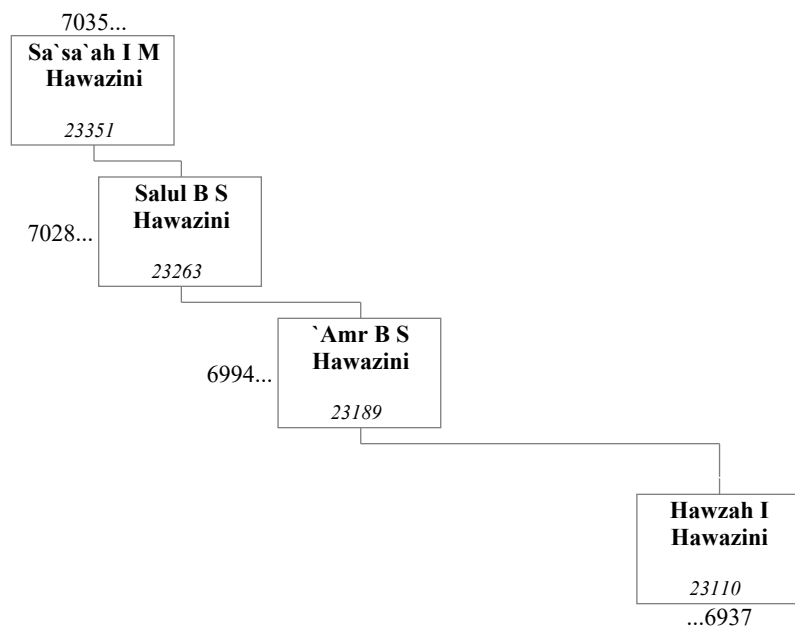 7035...
Sa`sa`ah I M
Hawazini
23351
Salul B S
Hawazini
7028...
23263
`Amr B S
Hawazini
6994...
23189
Hawzah I
Hawazini
23110
...6937